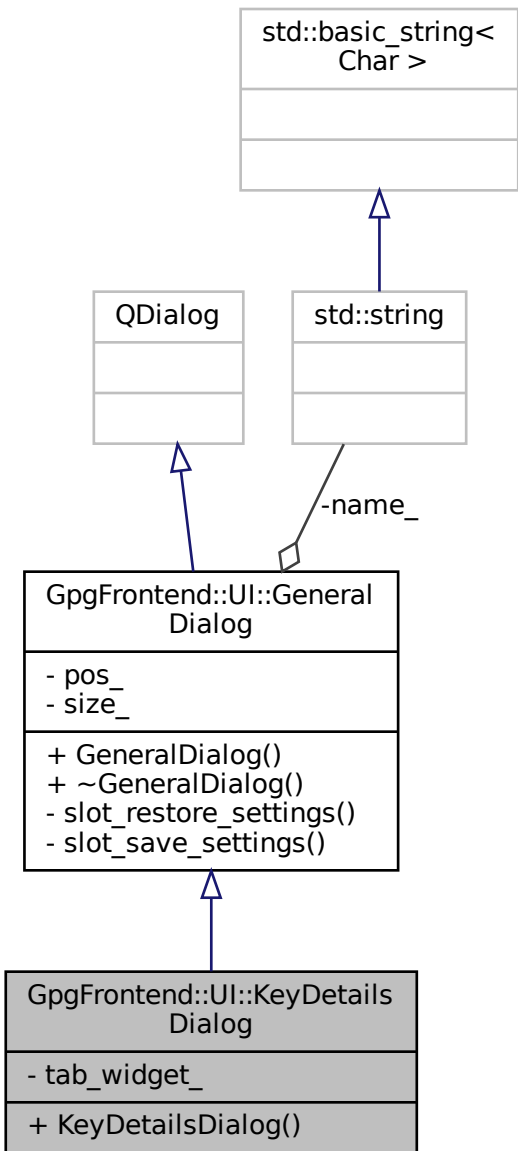 std::basic_string<
Char >
QDialog
std::string
-name_
GpgFrontend::UI::General
Dialog
- pos_
- size_
+ GeneralDialog()
+ ~GeneralDialog()
- slot_restore_settings()
- slot_save_settings()
GpgFrontend::UI::KeyDetails
Dialog
- tab_widget_
+ KeyDetailsDialog()